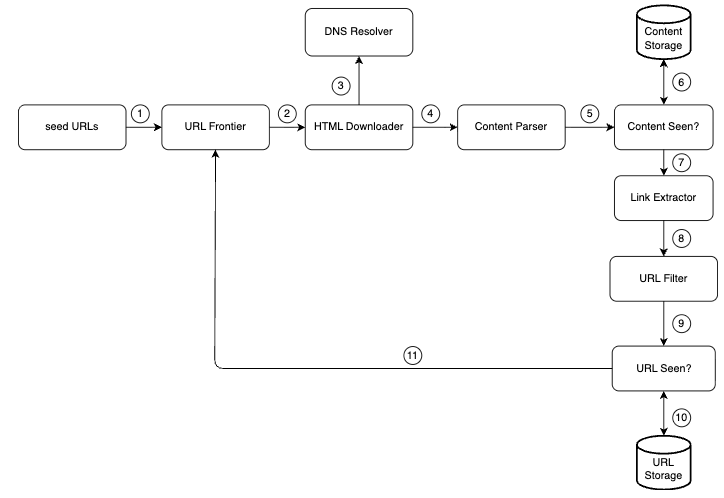 DNS Resolver
Content
Storage
3
6
1
2
4
5
seed URLs
URL Frontier
HTML Downloader
Content Parser
Content Seen?
7
Link Extractor
8
URL Filter
9
11
URL Seen?
10
URL
Storage